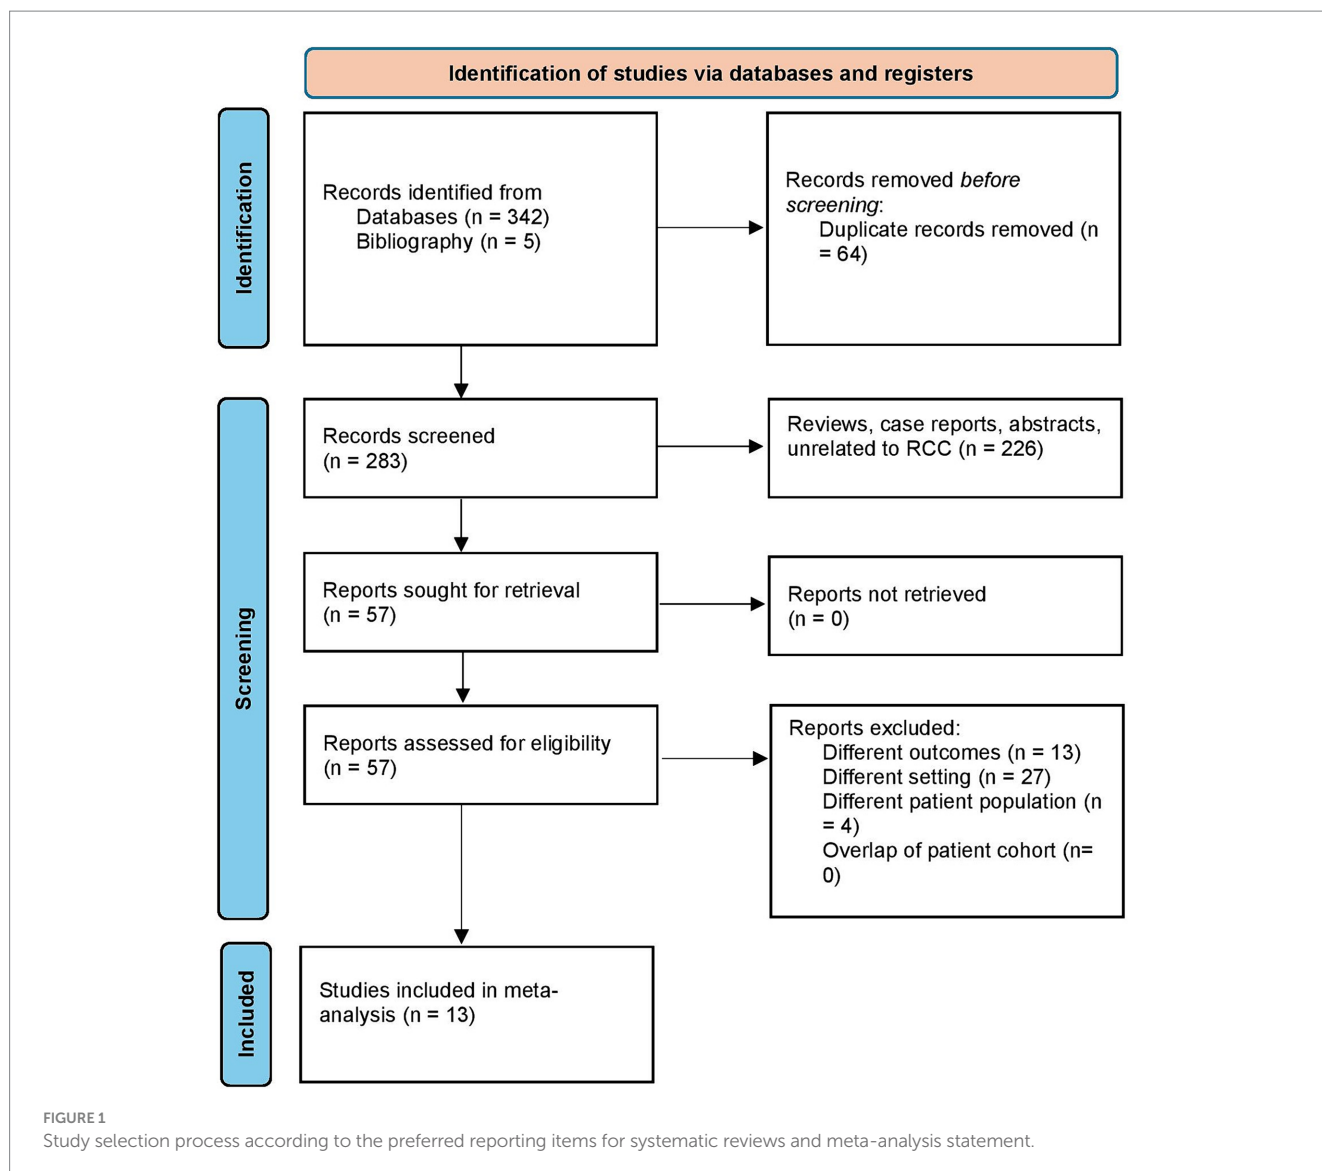 Identification of studies via databases and registers
Identification
Records identified from
Databases (n = 342)
Bibliography (n = 5)
Records removed before
screening:
Duplicate records removed (n
= 64)
Screening
Records screened
(n = 283)
Reviews, case reports, abstracts,
unrelated to RCC (n = 226)
Reports sought for retrieval
(n = 57)
Reports not retrieved
(n = 0)
Reports assessed for eligibility
(n = 57)
Reports excluded:
Different outcomes (n = 13)
Different setting (n = 27)
Different patient population (n
= 4)
Overlap of patient cohort (n=
0)
Included
Studies included in meta-
analysis (n = 13)
FIGURE 1
Study selection process according to the preferred reporting items for systematic reviews and meta-analysis statement.